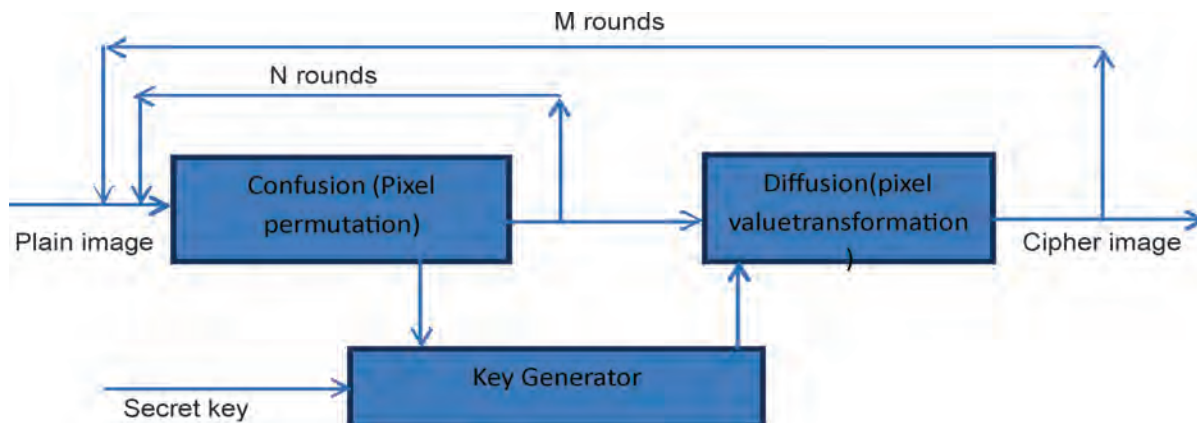 M rounds
N rounds
Confusion (Pixel
permutation)
Diffusion(pixel
valuetransformation
)
Plain image
Cipher image
Key Generator
Secret key